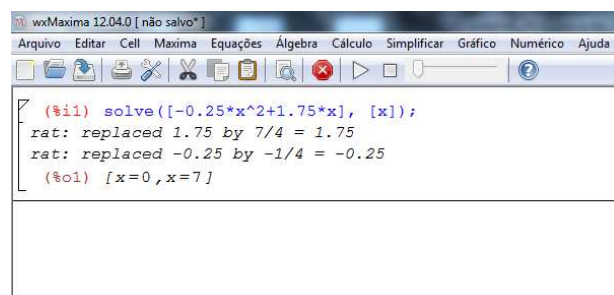 wxMaxima 12.04.0 [ não salvo* ]
Arquivo Editar Cell Maxima Equações Álgebra Cálculo Simplificar Gráfico Numérico Ajuda
(%i1) solve([-0.25*x^2+1.75*x], [x]);
rat: replaced 1.75 by 7/4 = 1.75
rat: replaced -0.25 by -1/4 = -0.25
(%o1) [x=0,x=7]